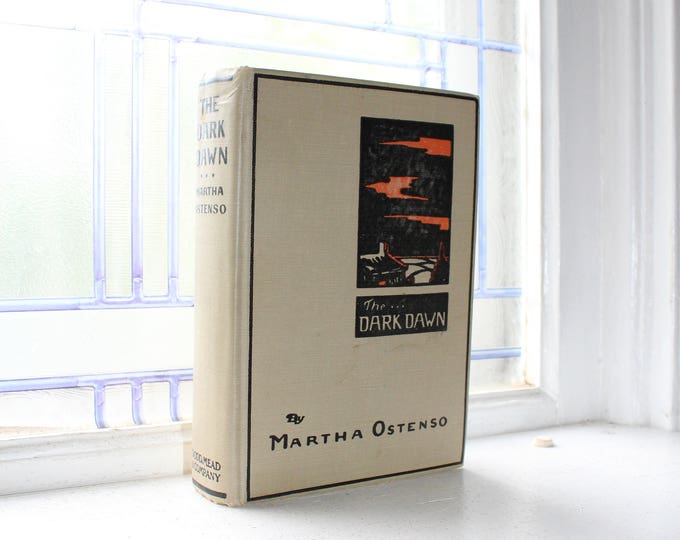 THE
DARK
DAWN
...
MARTHA
OSTENSO
DODD, MEAD
& COMPANY
The...
DARK DAWN
By
MARTHA OSTENSO